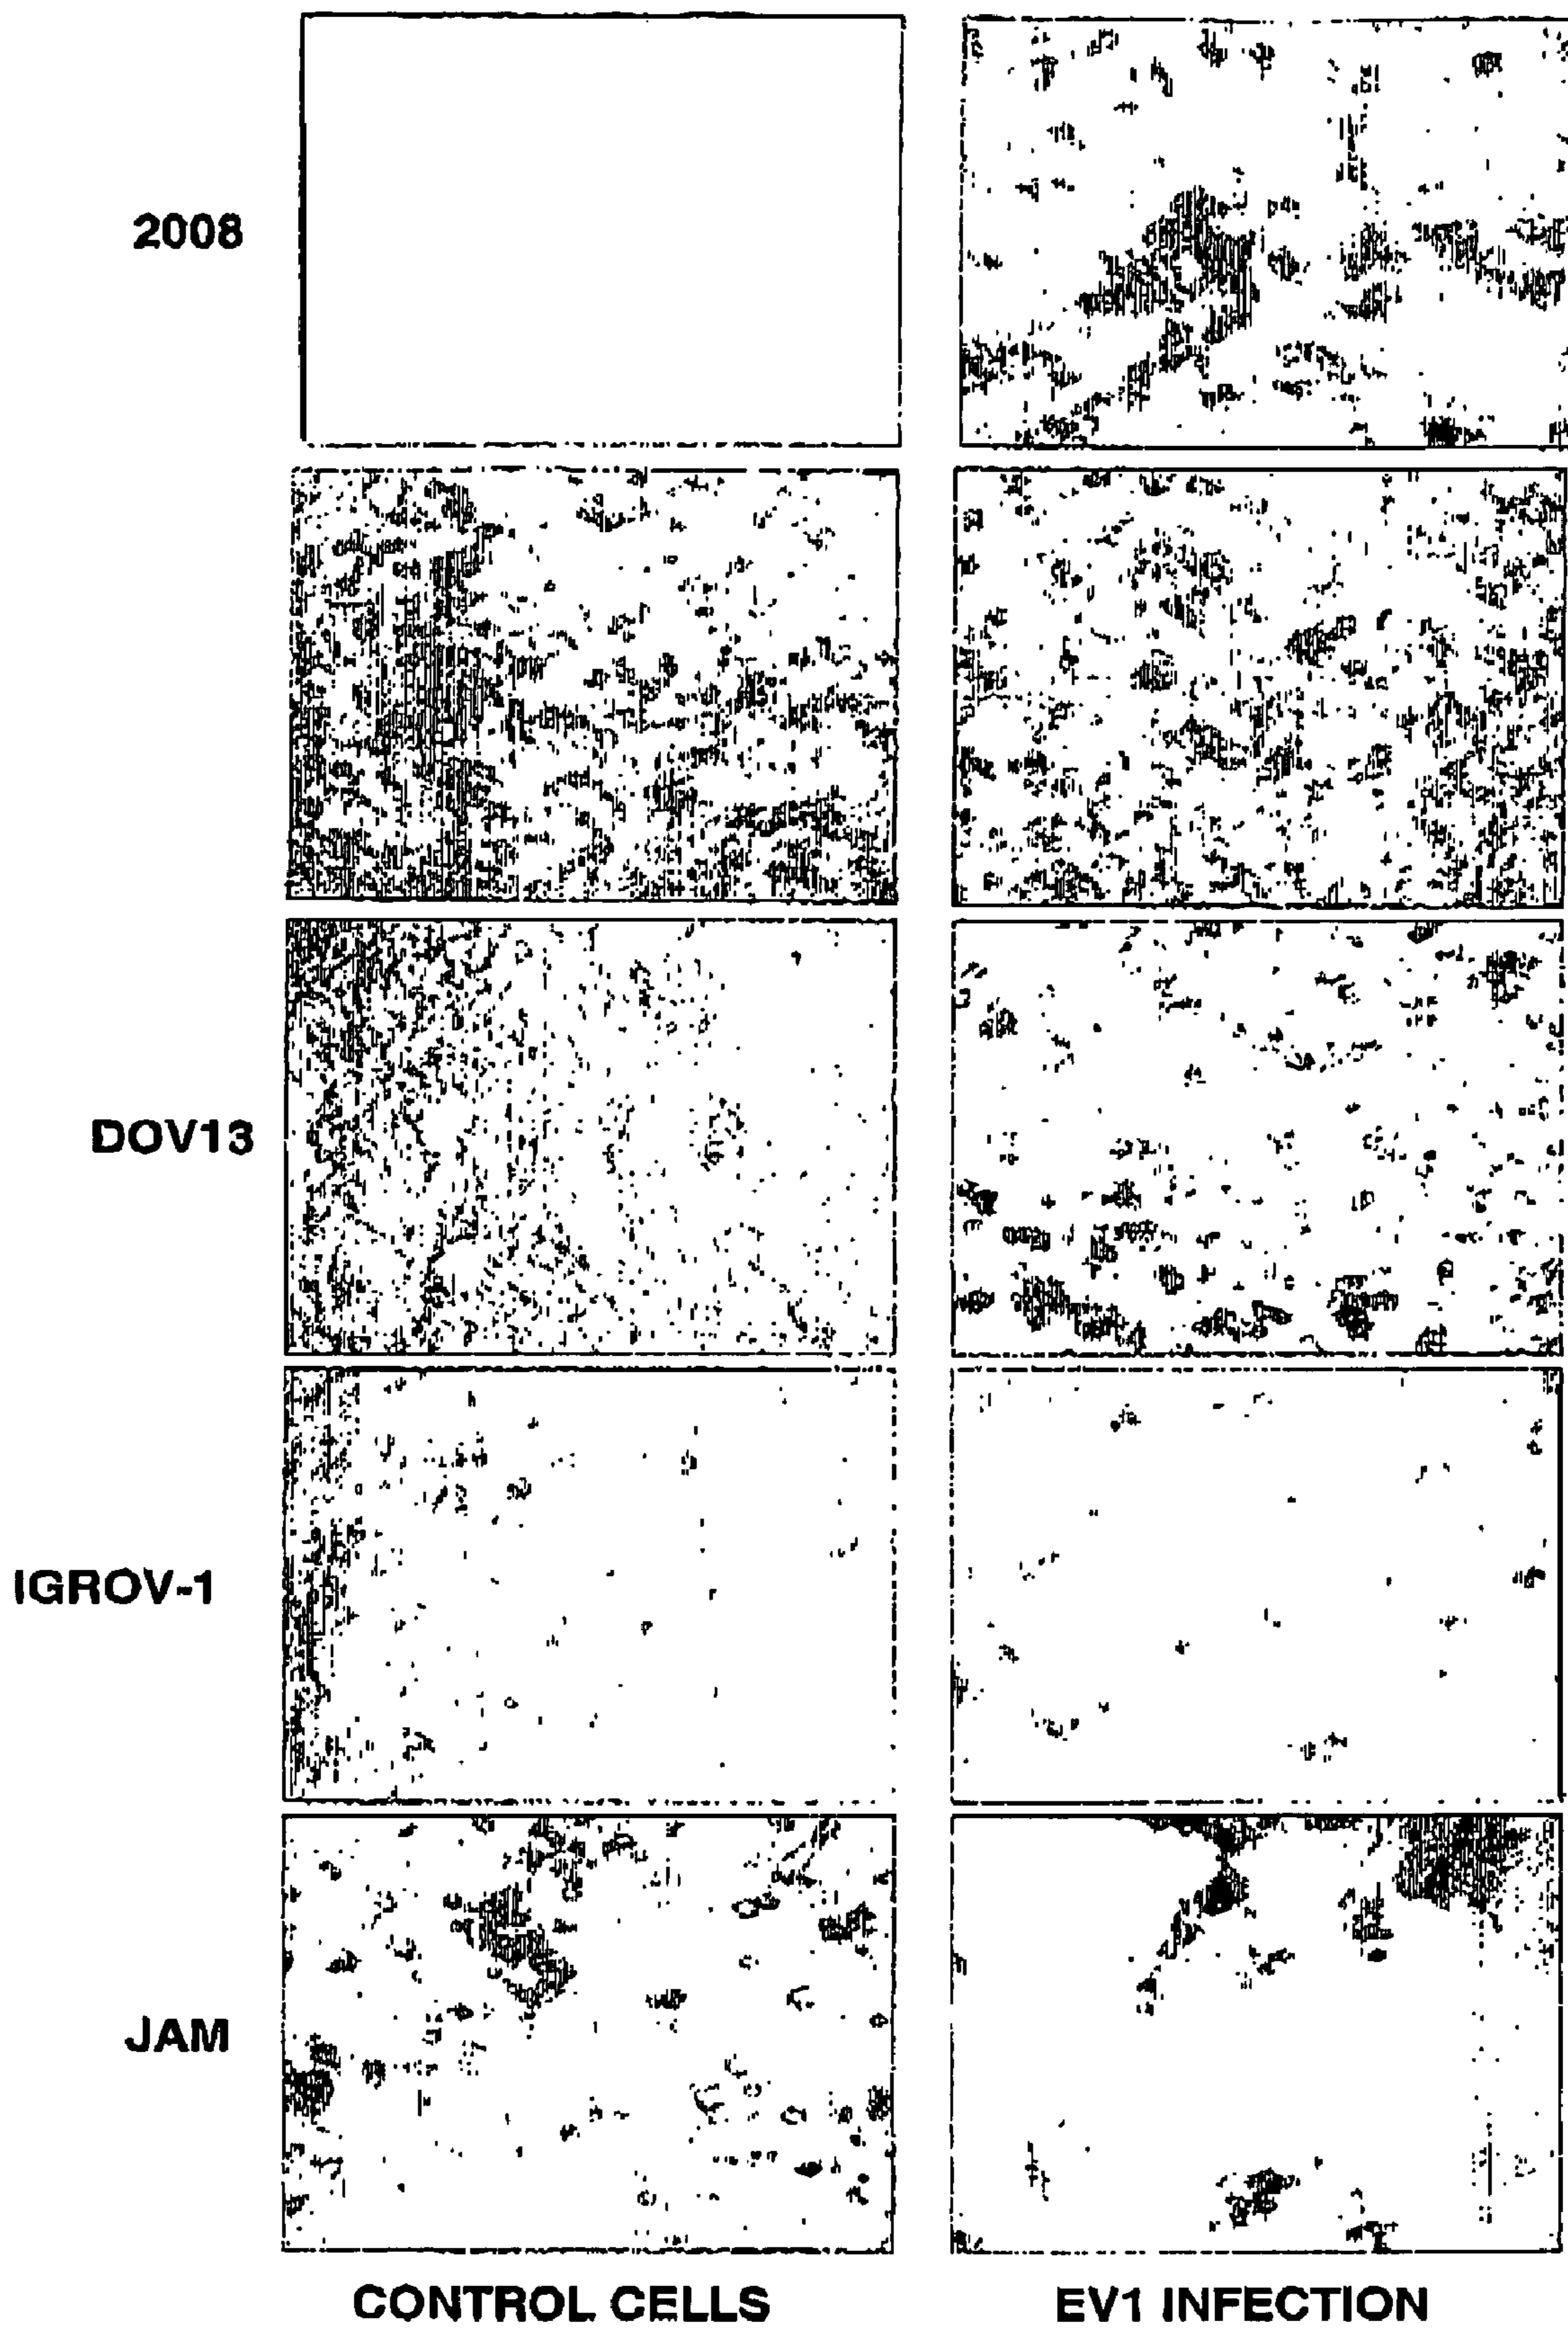 2008
DOV13
IGROV-1
JAM
CONTROL CELLS
EV1 INFECTION